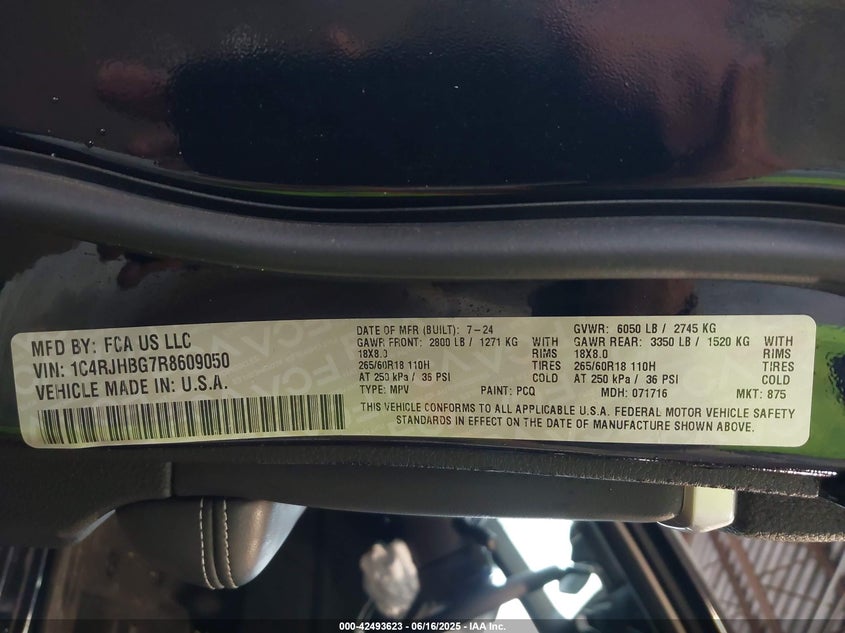 MFD BY: FCA US LLC
VIN: 1C4RJHBG7R8609050
VEHICLE MADE IN: U.S.A.
DATE OF MFR (BUILT): 7-24
GAWR FRONT: 2800 LB / 1271 KG WITH
18X8.0 RIMS
265/60R18 110H TIRES
AT 250 kPa / 36 PSI COLD
TYPE: MPV PAINT: PCQ
GVWR: 6050 LB / 2745 KG
GAWR REAR: 3350 LB / 1520 KG WITH
18X8.0 RIMS
265/60R18 110H TIRES
AT 250 kPa / 36 PSI COLD
MDH: 071716 MKT: 875
THIS VEHICLE CONFORMS TO ALL APPLICABLE U.S.A. FEDERAL MOTOR VEHICLE SAFETY
STANDARDS IN EFFECT ON THE DATE OF MANUFACTURE SHOWN ABOVE.
000-42493623 - 06/16/2025 - IAA Inc.